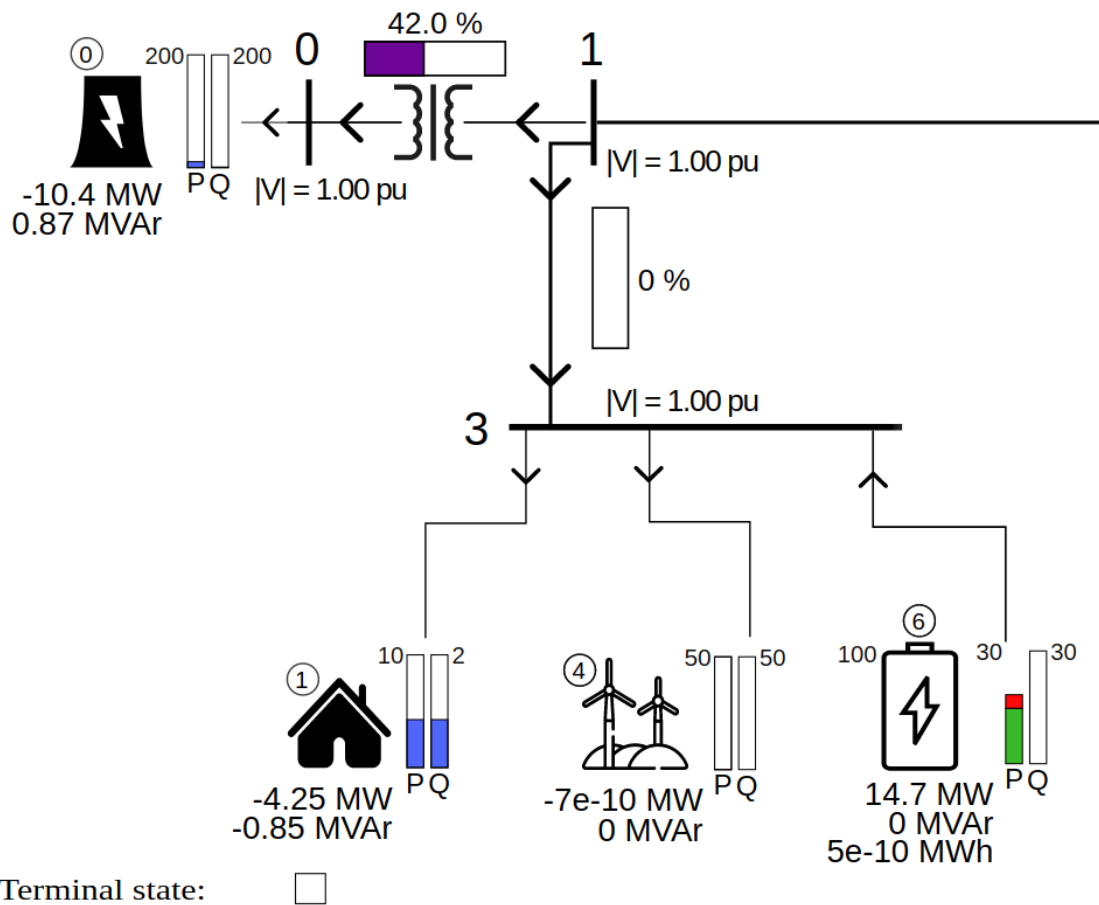 42.0 %
0
200
200
0
1
P Q
-10.4 MW
0.87 MVAr
|V| = 1.00 pu
|V| = 1.00 pu
0 %
|V| = 1.00 pu
3
1
10
2
P Q
-4.25 MW
-0.85 MVAr
4
50
50
P Q
-7e-10 MW
0 MVAr
6
100
30
30
P Q
14.7 MW
0 MVAr
5e-10 MWh
Terminal state: